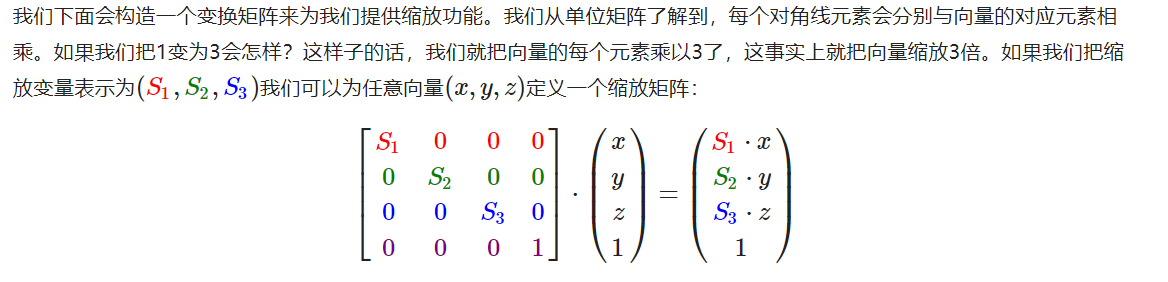 我们下面会构造一个变换矩阵来为我们提供缩放功能。我们从单位矩阵了解到，每个对角线元素会分别与向量的对应元素相
乘。如果我们把1变为3会怎样？这样子的话，我们就把向量的每个元素乘以3了，这事实上就把向量缩放3倍。如果我们把缩
放变量表示为(S₁, S₂, S₃)我们可以为任意向量(x, y, z)定义一个缩放矩阵：
S₁ 0 0 0 x S₁ · x
0 S₂ 0 0 y S₂ · y
0 0 S₃ 0 · z = S₃ · z
0 0 0 1 1 1